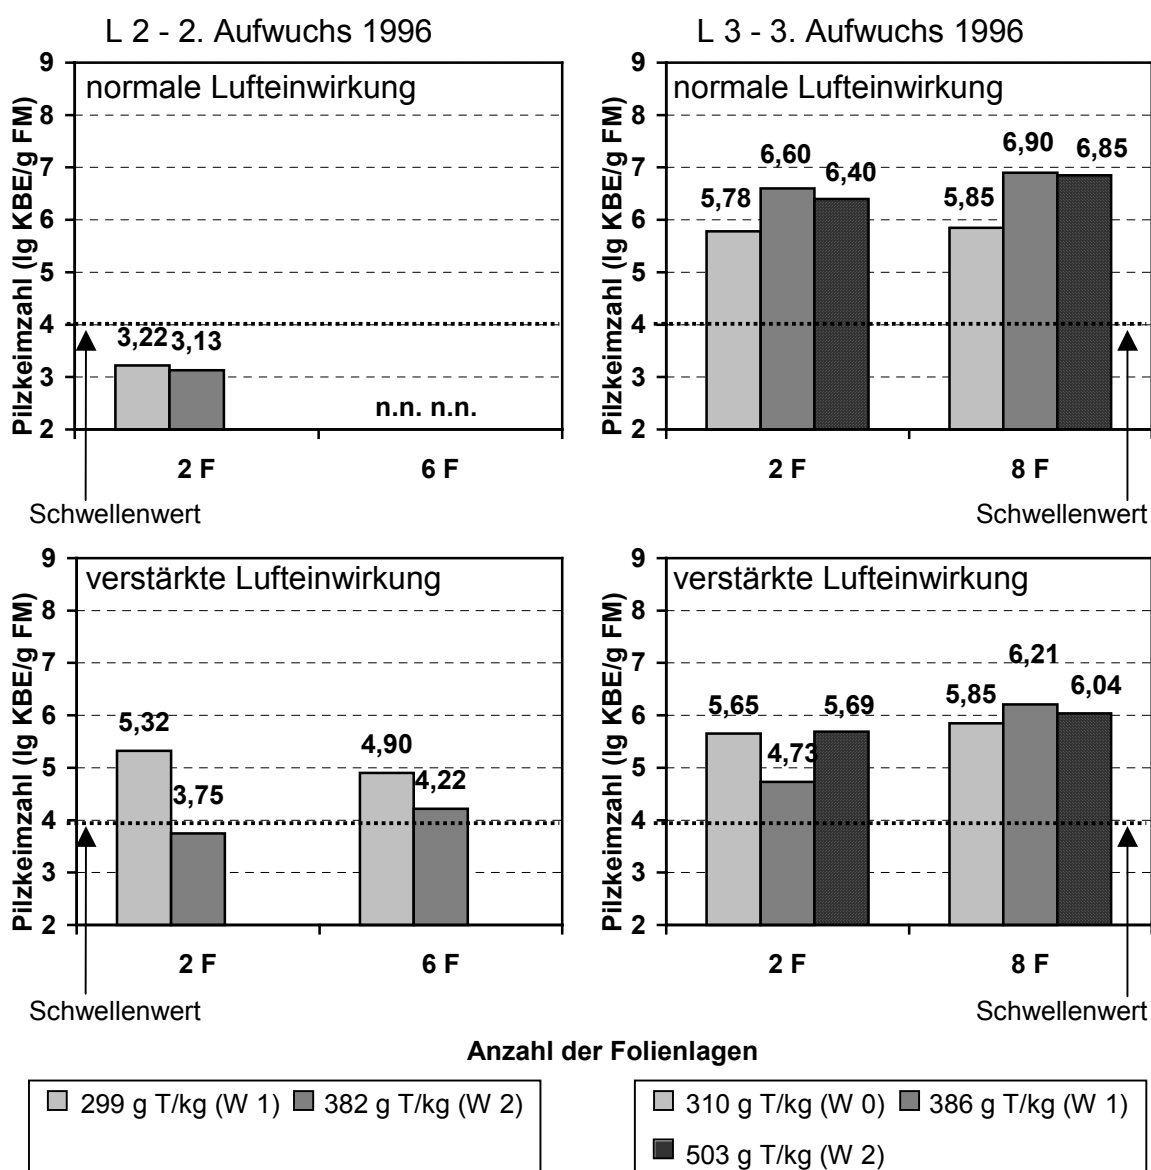 L 2 - 2. Aufwuchs 1996
L 3 - 3. Aufwuchs 1996
Pilzkeimzahl (lg KBE/g FM)
9
8
7
6
5
4
3
2
normale Lufteinwirkung
3,22 3,13
n.n. n.n.
2 F 6 F
Schwellenwert
Pilzkeimzahl (lg KBE/g FM)
9
8
7
6
5
4
3
2
normale Lufteinwirkung
5,78 6,60 6,40
5,85 6,90 6,85
2 F 8 F
Schwellenwert
Pilzkeimzahl (lg KBE/g FM)
9
8
7
6
5
4
3
2
verstärkte Lufteinwirkung
5,32 3,75
4,90 4,22
2 F 6 F
Schwellenwert
Pilzkeimzahl (lg KBE/g FM)
9
8
7
6
5
4
3
2
verstärkte Lufteinwirkung
5,65 4,73 5,69
5,85 6,21 6,04
2 F 8 F
Schwellenwert
Anzahl der Folienlagen
299 g T/kg (W 1) 382 g T/kg (W 2)
310 g T/kg (W 0) 386 g T/kg (W 1)
503 g T/kg (W 2)